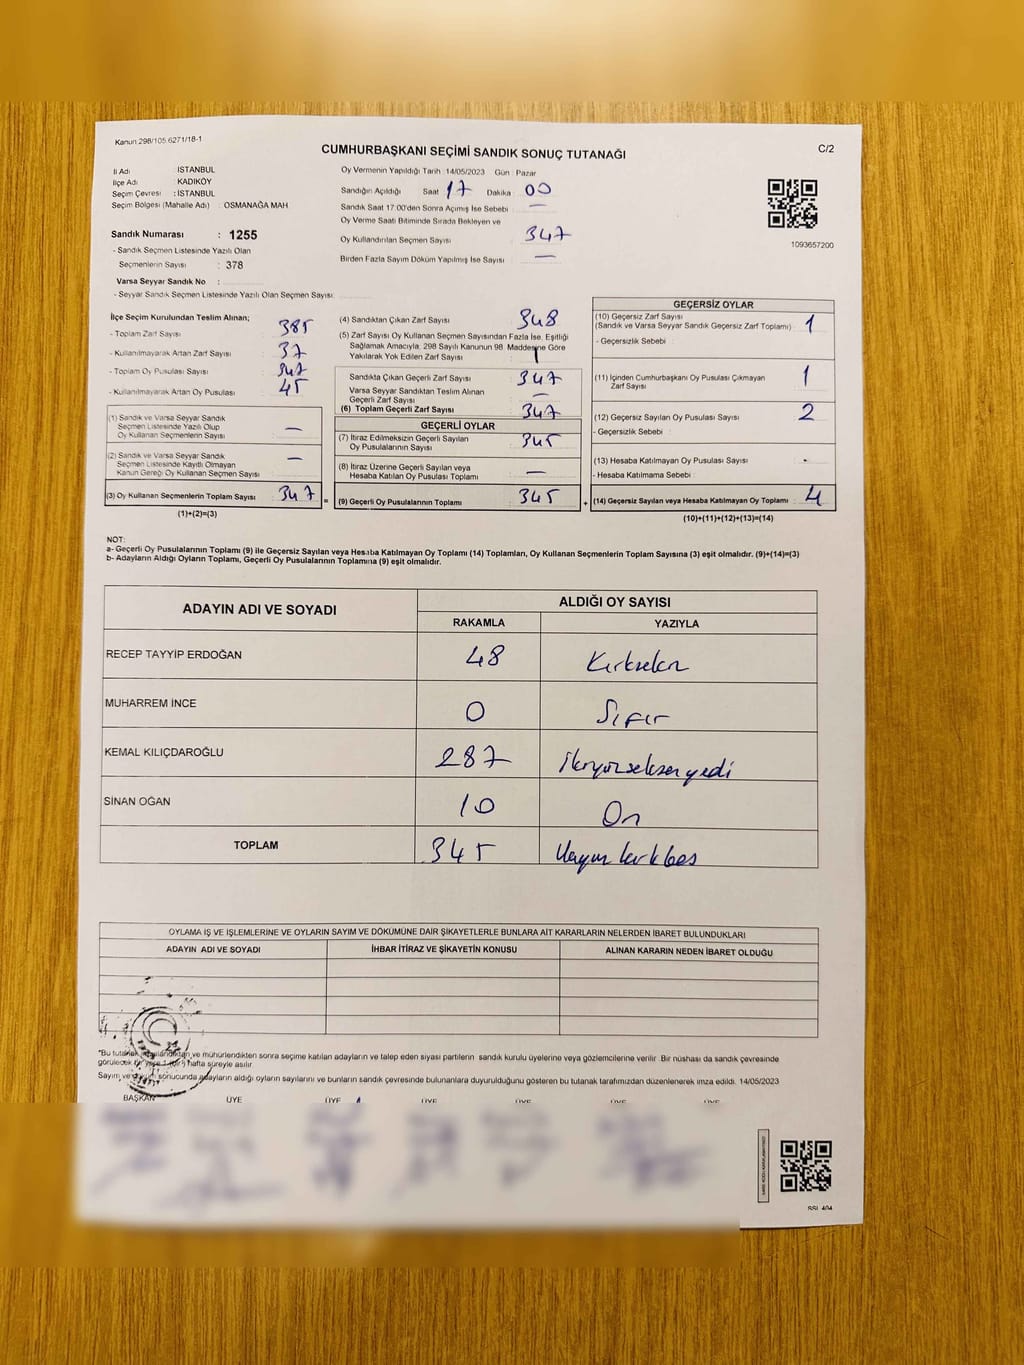 Kanun:298/105 6271/18-1
CUMHURBAŞKANI SEÇİMİ SANDIK SONUÇ TUTANAĞI
C/2
İl Adı : İSTANBUL
İlçe Adı : KADIKÖY
Seçim Çevresi : İSTANBUL
Seçim Bölgesi (Mahalle Adı) : OSMANAĞA MAH
Sandık Numarası : 1255
- Sandık Seçmen Listesinde Yazılı Olan
Seçmenlerin Sayısı : 378
Varsa Seyyar Sandık No :
- Seyyar Sandık Seçmen Listesinde Yazılı Olan Seçmen Sayısı:
Oy Vermenin Yapıldığı Tarih :14/05/2023 Gün : Pazar
Sandığın Açıldığı Saat : 17 Dakika : 00
Sandık Saat 17:00'den Sonra Açılmış İse Sebebi : —
Oy Verme Saati Bitiminde Sırada Bekleyen ve
Oy Kullandırılan Seçmen Sayısı : 347
Birden Fazla Sayım Döküm Yapılmış İse Sayısı : —
1093657200
İlçe Seçim Kurulundan Teslim Alınan;
- Toplam Zarf Sayısı : 385
- Kullanılmayarak Artan Zarf Sayısı : 37
- Toplam Oy Pusulası Sayısı : 347
- Kullanılmayarak Artan Oy Pusulası : 45
(1) Sandık ve Varsa Seyyar Sandık
Seçmen Listesinde Yazılı Olup
Oy Kullanan Seçmenlerin Sayısı : —
(2) Sandık ve Varsa Seyyar Sandık
Seçmen Listesinde Kayıtlı Olmayan
Kanun Gereği Oy Kullanan Seçmen Sayısı : —
(3) Oy Kullanan Seçmenlerin Toplam Sayısı : 347 =
(1)+(2)=(3)
(4) Sandıktan Çıkan Zarf Sayısı : 348
(5) Zarf Sayısı Oy Kullanan Seçmen Sayısından Fazla İse, Eşitliği
Sağlamak Amacıyla, 298 Sayılı Kanunun 98. Maddesine Göre
Yakılarak Yok Edilen Zarf Sayısı : 1
Sandıkta Çıkan Geçerli Zarf Sayısı : 347
Varsa Seyyar Sandıktan Teslim Alınan
Geçerli Zarf Sayısı : —
(6) Toplam Geçerli Zarf Sayısı : 347
GEÇERLİ OYLAR
(7) İtiraz Edilmeksizin Geçerli Sayılan
Oy Pusulalarının Sayısı : 345
(8) İtiraz Üzerine Geçerli Sayılan veya
Hesaba Katılan Oy Pusulası Toplamı : —
(9) Geçerli Oy Pusulalarının Toplamı : 345 +
GEÇERSİZ OYLAR
(10) Geçersiz Zarf Sayısı
(Sandık ve Varsa Seyyar Sandık Geçersiz Zarf Toplamı) : 1
- Geçersizlik Sebebi :
(11) İçinden Cumhurbaşkanı Oy Pusulası Çıkmayan
Zarf Sayısı : 1
(12) Geçersiz Sayılan Oy Pusulası Sayısı : 2
- Geçersizlik Sebebi :
(13) Hesaba Katılmayan Oy Pusulası Sayısı : -
- Hesaba Katılmama Sebebi :
(14) Geçersiz Sayılan veya Hesaba Katılmayan Oy Toplamı : 4
(10)+(11)+(12)+(13)=(14)
NOT:
a- Geçerli Oy Pusulalarının Toplamı (9) ile Geçersiz Sayılan veya Hesaba Katılmayan Oy Toplamı (14) Toplamları, Oy Kullanan Seçmenlerin Toplam Sayısına (3) eşit olmalıdır. (9)+(14)=(3)
b- Adayların Aldığı Oyların Toplamı, Geçerli Oy Pusulalarının Toplamına (9) eşit olmalıdır.
ADAYIN ADI VE SOYADI ALDIĞI OY SAYISI
RAKAMLA YAZIYLA
RECEP TAYYİP ERDOĞAN 48 Kırksekiz
MUHARREM İNCE 0 Sıfır
KEMAL KILIÇDAROĞLU 287 ikiyüzseksenyedi
SİNAN OĞAN 10 On
TOPLAM 345 Üçyüz kırkbeş
OYLAMA İŞ VE İŞLEMLERİNE VE OYLARIN SAYIM VE DÖKÜMÜNE DAİR ŞİKAYETLERLE BUNLARA AİT KARARLARIN NELERDEN İBARET BULUNDUKLARI
ADAYIN ADI VE SOYADI İHBAR İTİRAZ VE ŞİKAYETİN KONUSU ALINAN KARARIN NEDEN İBARET OLDUĞU
"Bu tutanak ve mühürlendikten sonra seçime katılan adayların ve talep eden siyasi partilerin sandık kurulu üyelerine veya gözlemcilerine verilir. Bir nüshası da sandık çevresinde
görülecek bir yere 1 (bir) hafta süreyle asılır.
Sayım ve döküm sonucunda adayların aldığı oyların sayılarını ve bunların sandık çevresinde bulunanlara duyurulduğunu gösteren bu tutanak tarafımızdan düzenlenerek imza edildi. 14/05/2023
BAŞKAN ÜYE ÜYE ÜYE ÜYE ÜYE ÜYE